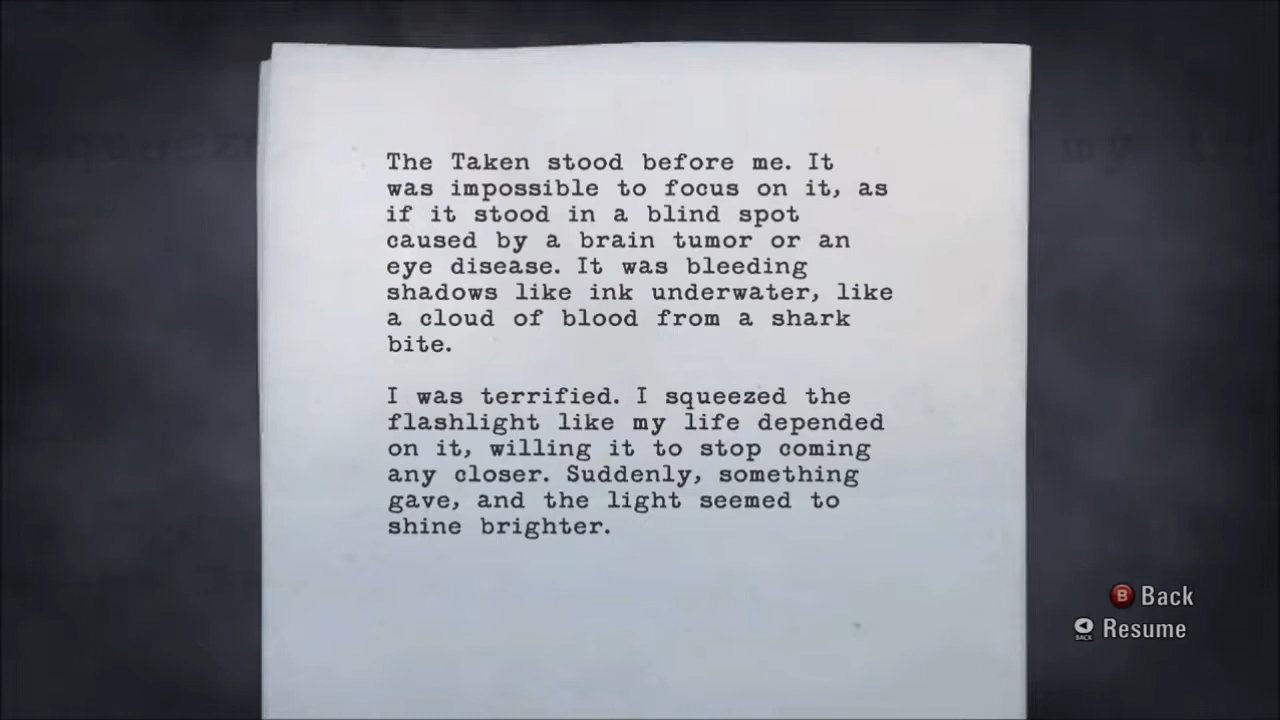 The Taken stood before me. It
was impossible to focus on it, as
if it stood in a blind spot
caused by a brain tumor or an
eye disease. It was bleeding
shadows like ink underwater, like
a cloud of blood from a shark
bite.
I was terrified. I squeezed the
flashlight like my life depended
on it, willing it to stop coming
any closer. Suddenly, something
gave, and the light seemed to
shine brighter.
B Back
BACK Resume